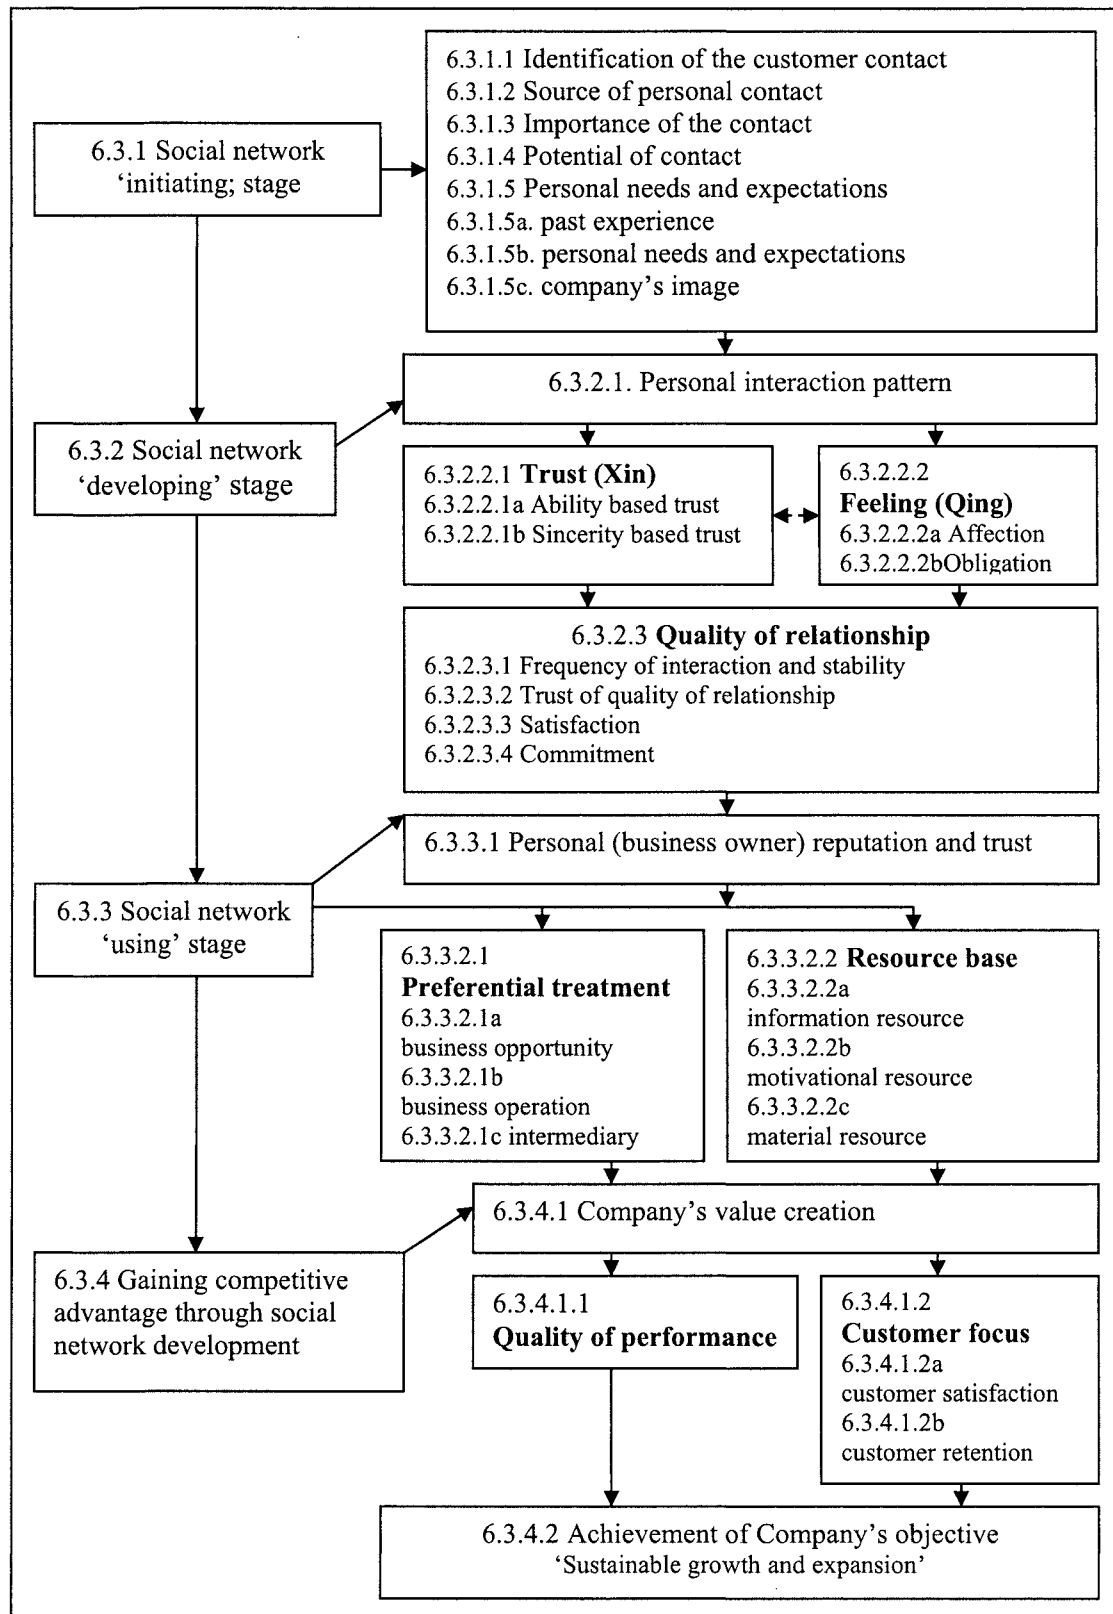 6.3.1.1 Identification of the customer contact
6.3.1.2 Source of personal contact
6.3.1.3 Importance of the contact
6.3.1.4 Potential of contact
6.3.1.5 Personal needs and expectations
6.3.1.5a. past experience
6.3.1.5b. personal needs and expectations
6.3.1.5c. company's image
6.3.1 Social network
‘initiating; stage
6.3.2.1. Personal interaction pattern
6.3.2 Social network
‘developing’ stage
6.3.2.2.1 Trust (Xin)
6.3.2.2.1a Ability based trust
6.3.2.2.1b Sincerity based trust
6.3.2.2.2
Feeling (Qing)
6.3.2.2.2a Affection
6.3.2.2.2bObligation
6.3.2.3 Quality of relationship
6.3.2.3.1 Frequency of interaction and stability
6.3.2.3.2 Trust of quality of relationship
6.3.2.3.3 Satisfaction
6.3.2.3.4 Commitment
6.3.3.1 Personal (business owner) reputation and trust
6.3.3 Social network
‘using’ stage
6.3.3.2.1
Preferential treatment
6.3.3.2.1a
business opportunity
6.3.3.2.1b
business operation
6.3.3.2.1c intermediary
6.3.3.2.2 Resource base
6.3.3.2.2a
information resource
6.3.3.2.2b
motivational resource
6.3.3.2.2c
material resource
6.3.4.1 Company’s value creation
6.3.4 Gaining competitive
advantage through social
network development
6.3.4.1.1
Quality of performance
6.3.4.1.2
Customer focus
6.3.4.1.2a
customer satisfaction
6.3.4.1.2b
customer retention
6.3.4.2 Achievement of Company’s objective
‘Sustainable growth and expansion’